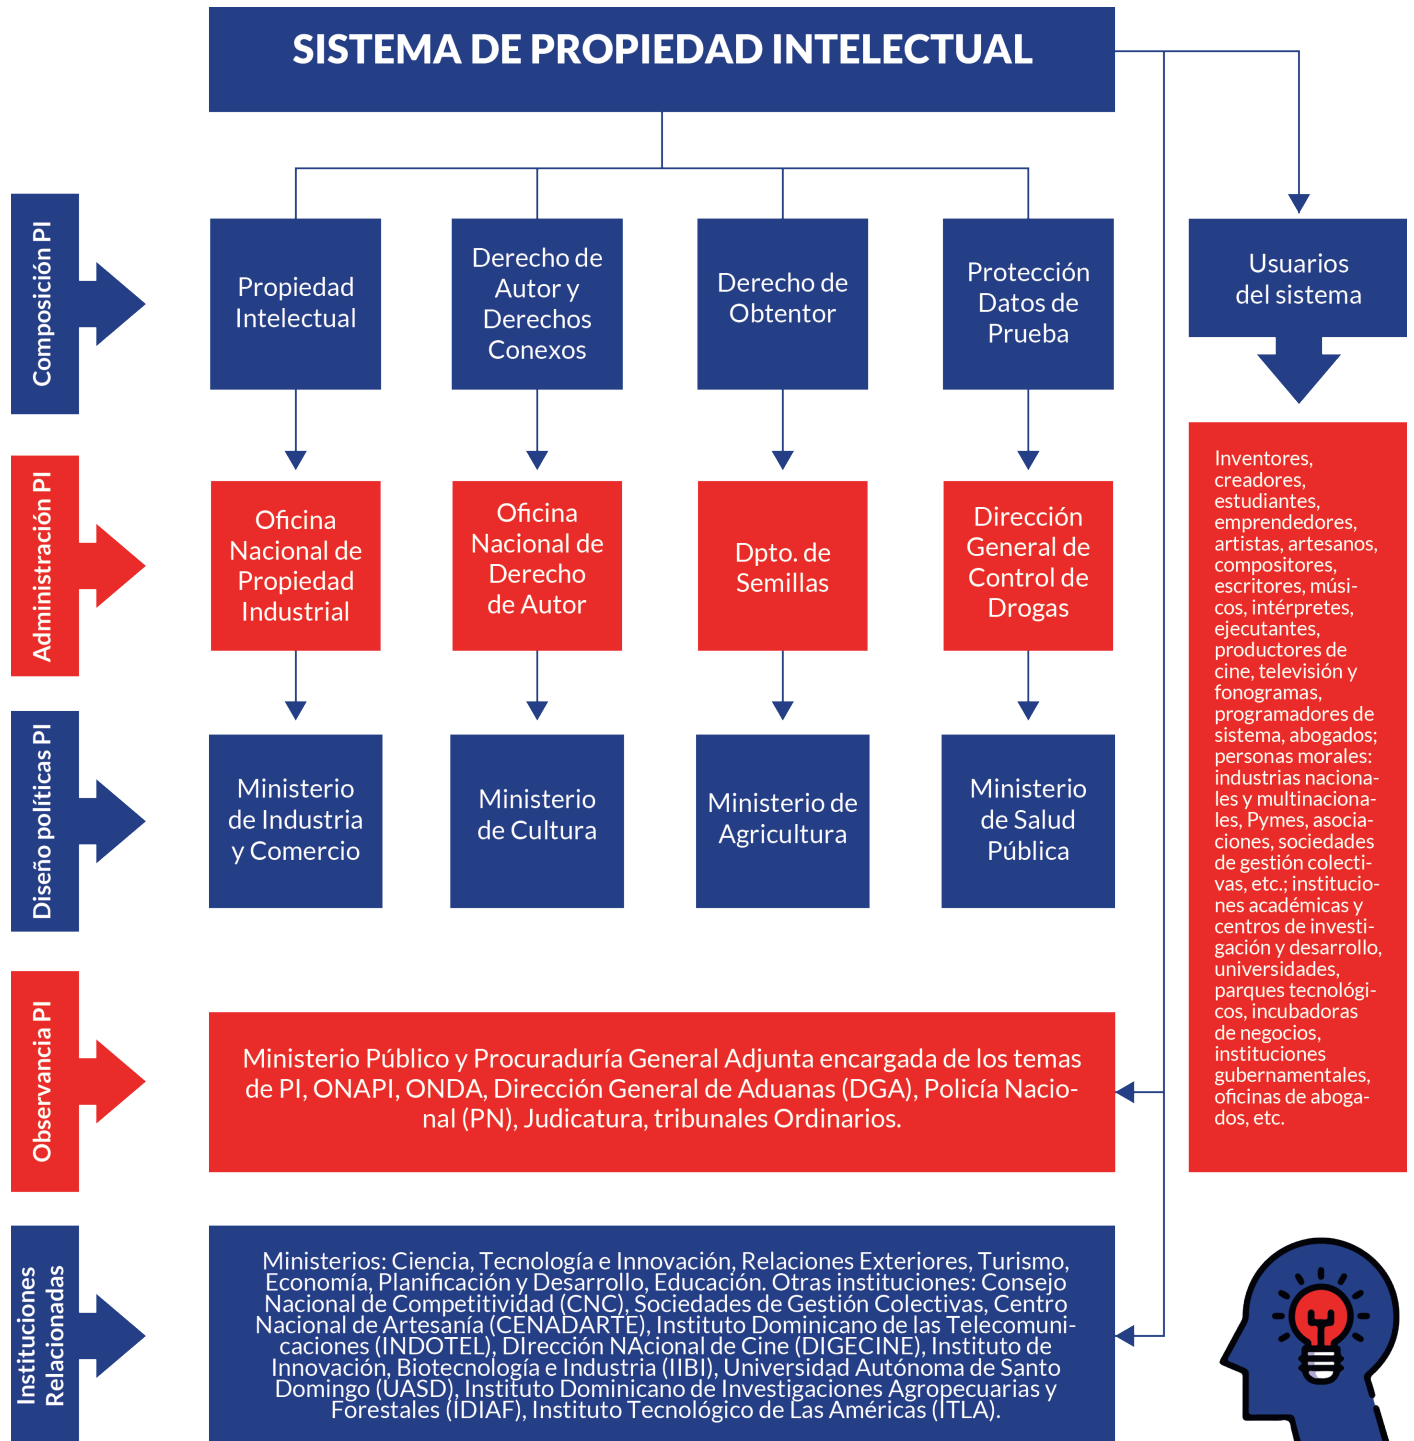 SISTEMA DE PROPIEDAD INTELECTUAL
Composición PI
Propiedad
Intelectual
Derecho de
Autor y
Derechos
Conexos
Derecho de
Obtentor
Protección
Datos de
Prueba
Usuarios
del sistema
Administración PI
Oficina
Nacional de
Propiedad
Industrial
Oficina
Nacional de
Derecho
de Autor
Dpto. de
Semillas
Dirección
General de
Control de
Drogas
Diseño políticas PI
Ministerio
de Industria
y Comercio
Ministerio
de Cultura
Ministerio de
Agricultura
Ministerio
de Salud
Pública
Inventores,
creadores,
estudiantes,
emprendedores,
artistas, artesanos,
compositores,
escritores, músi-
cos, intérpretes,
ejecutantes,
productores de
cine, televisión y
fonogramas,
programadores de
sistema, abogados;
personas morales:
industrias naciona-
les y multinaciona-
les, Pymes, asocia-
ciones, sociedades
de gestión colecti-
vas, etc.; institucio-
nes académicas y
centros de investi-
gación y desarrollo,
universidades,
parques tecnológi-
cos, incubadoras
de negocios,
instituciones
gubernamentales,
oficinas de aboga-
dos, etc.
Observancia PI
Ministerio Público y Procuraduría General Adjunta encargada de los temas
de PI, ONAPI, ONDA, Dirección General de Aduanas (DGA), Policía Nacio-
nal (PN), Judicatura, tribunales Ordinarios.
Instituciones
Relacionadas
Ministerios: Ciencia, Tecnología e Innovación, Relaciones Exteriores, Turismo,
Economía, Planificación y Desarrollo, Educación. Otras instituciones: Consejo
Nacional de Competitividad (CNC), Sociedades de Gestión Colectivas, Centro
Nacional de Artesanía (CENADARTE), Instituto Dominicano de las Telecomuni-
caciones (INDOTEL), DIrección NAcional de Cine (DIGECINE), Instituto de
Innovación, Biotecnología e Industria (IIBI), Universidad Autónoma de Santo
Domingo (UASD), Instituto Dominicano de Investigaciones Agropecuarias y
Forestales (IDIAF), Instituto Tecnológico de Las Américas (ITLA).